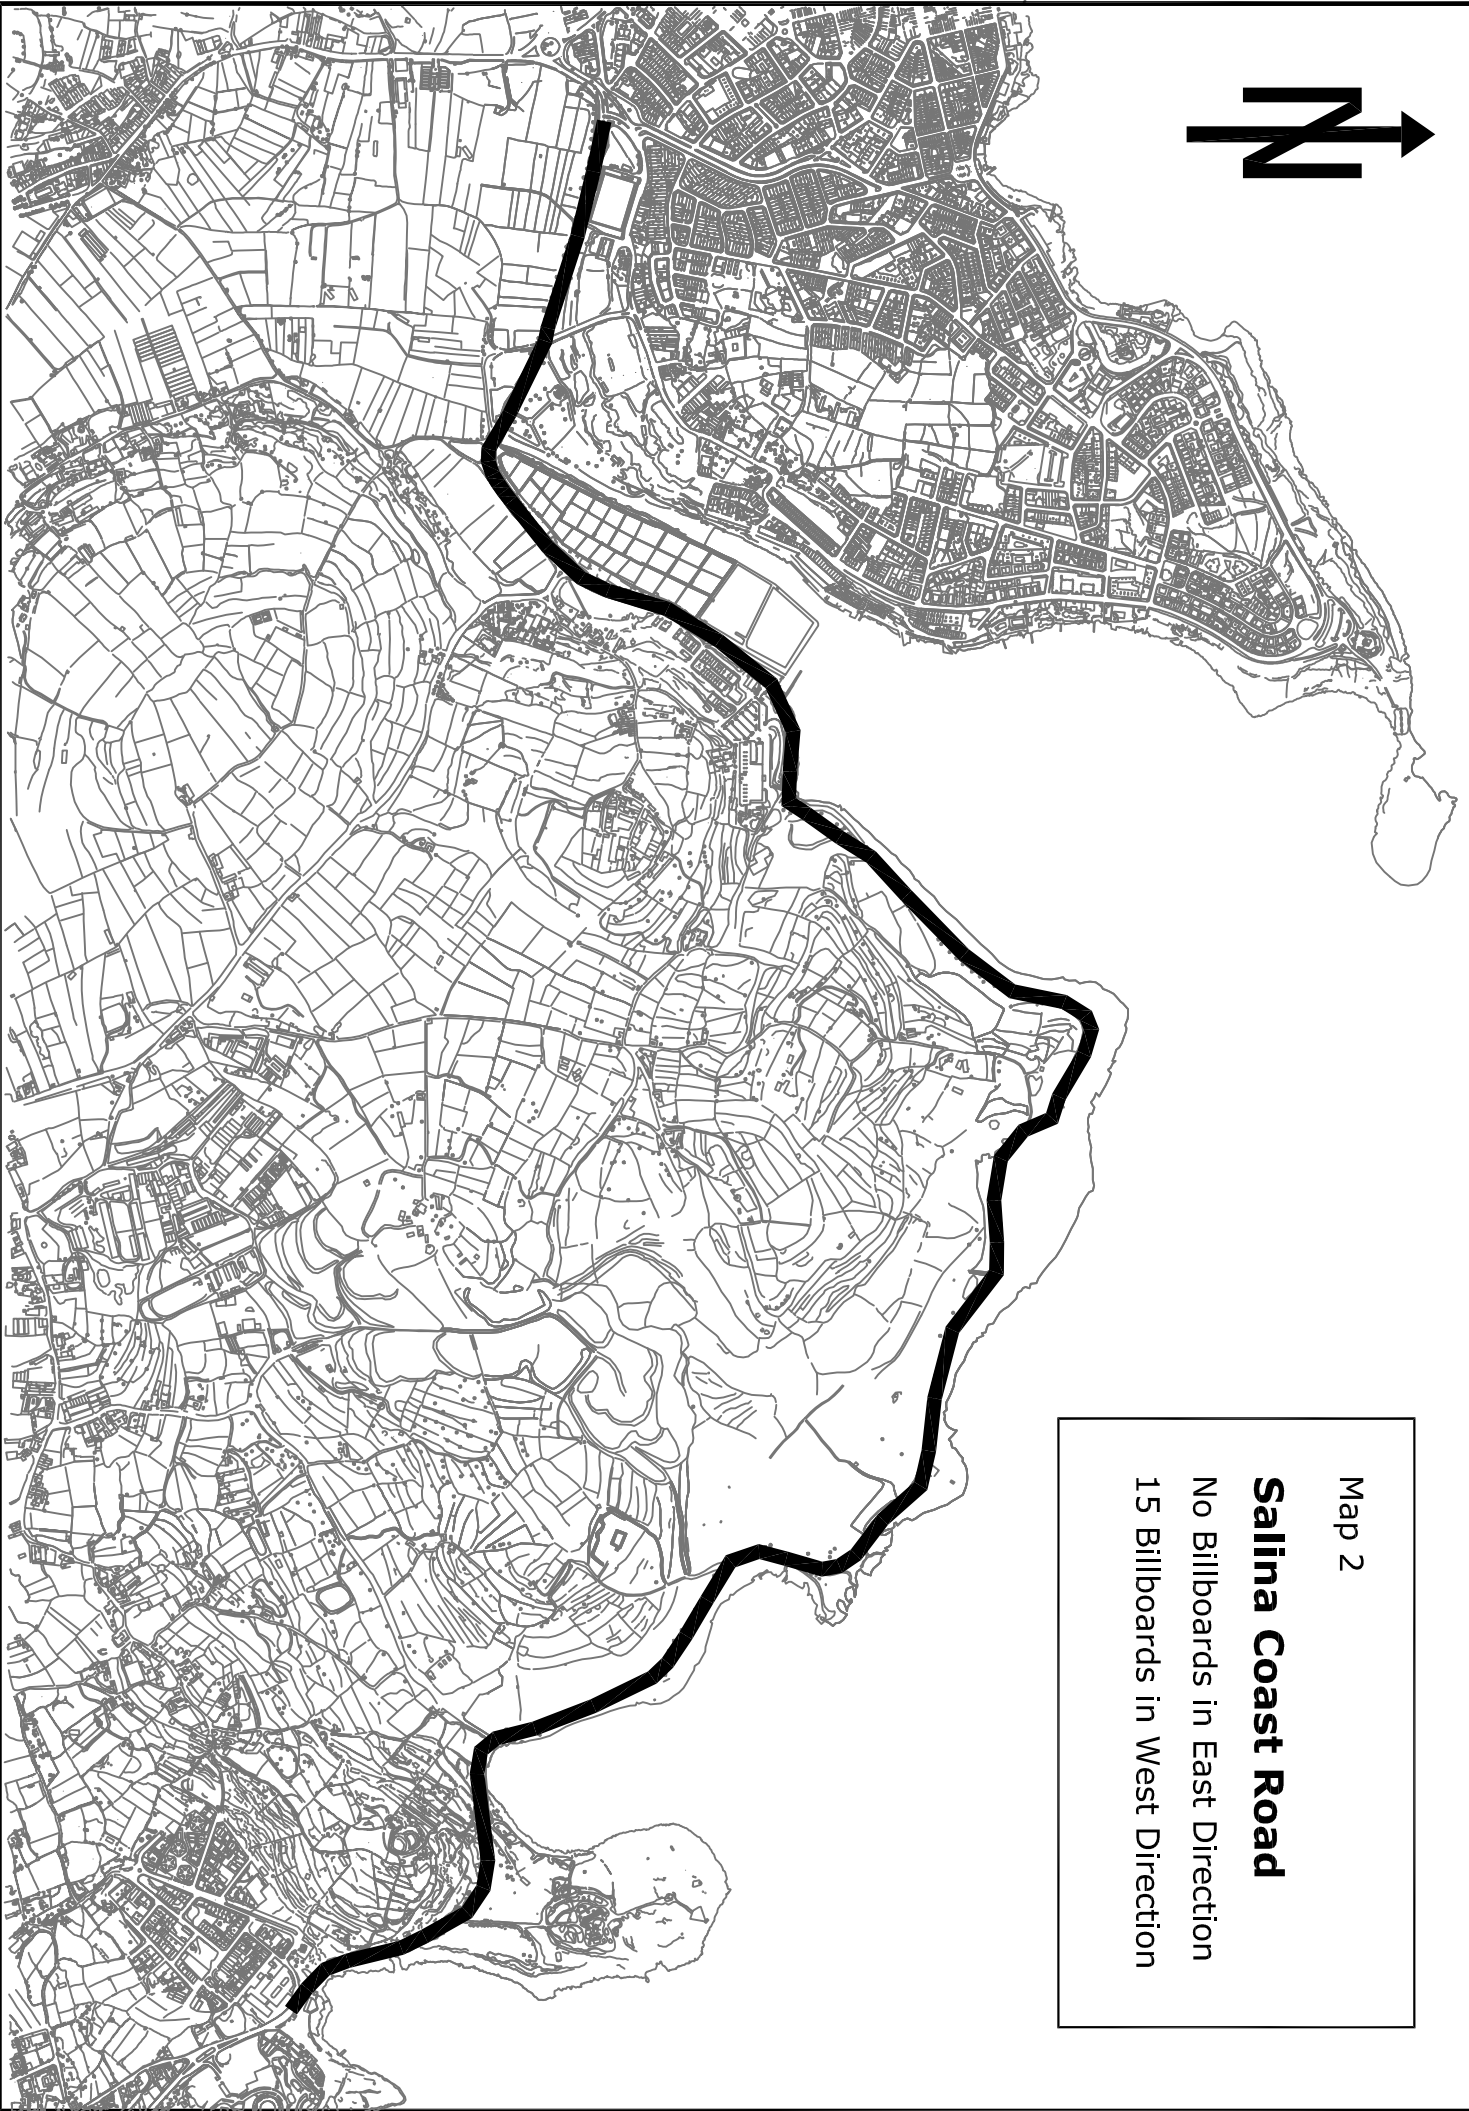 Map 2
Salina Coast Road
No Billboards in East Direction
15 Billboards in West Direction
N